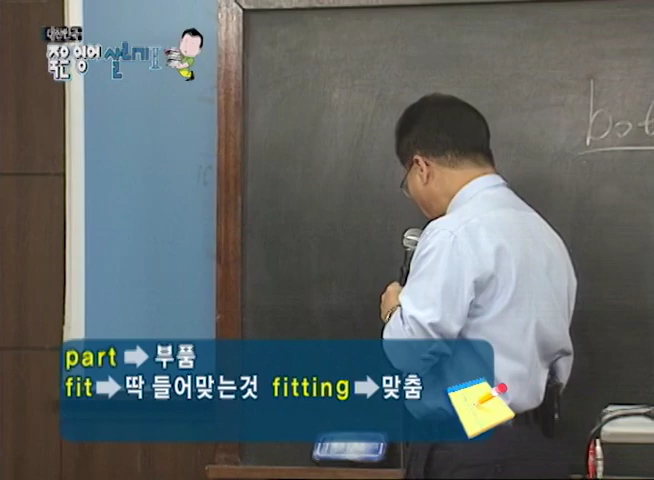 대한민국
죽은 영어 살리기
bot
part ➡ 부품
fit➡딱 들어맞는것 fitting➡맞춤